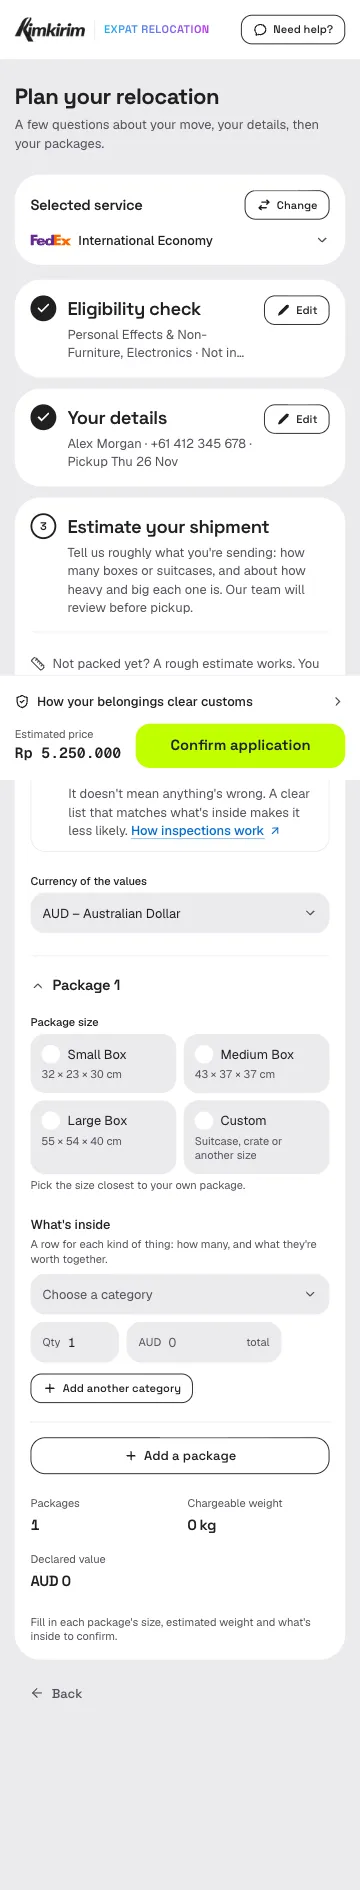 Kimkirim
EXPAT RELOCATION
Need help?
Plan your relocation
A few questions about your move, your details, then
your packages.
Selected service
Change
FedEx International Economy
Eligibility check
Edit
Personal Effects & Non-
Furniture, Electronics · Not in...
Your details
Edit
Alex Morgan · +61 412 345 678 ·
Pickup Thu 26 Nov
3
Estimate your shipment
Tell us roughly what you're sending: how
many boxes or suitcases, and about how
heavy and big each one is. Our team will
review before pickup.
Not packed yet? A rough estimate works. You
How your belongings clear customs
Estimated price
Rp 5.250.000
Confirm application
It doesn't mean anything's wrong. A clear
list that matches what's inside makes it
less likely. How inspections work
Currency of the values
AUD – Australian Dollar
Package 1
Package size
Small Box
32 × 23 × 30 cm
Medium Box
43 × 37 × 37 cm
Large Box
55 × 54 × 40 cm
Custom
Suitcase, crate or
another size
Pick the size closest to your own package.
What's inside
A row for each kind of thing: how many, and what they're
worth together.
Choose a category
Qty 1
AUD 0 total
Add another category
Add a package
Packages
1
Chargeable weight
0 kg
Declared value
AUD 0
Fill in each package's size, estimated weight and what's
inside to confirm.
Back